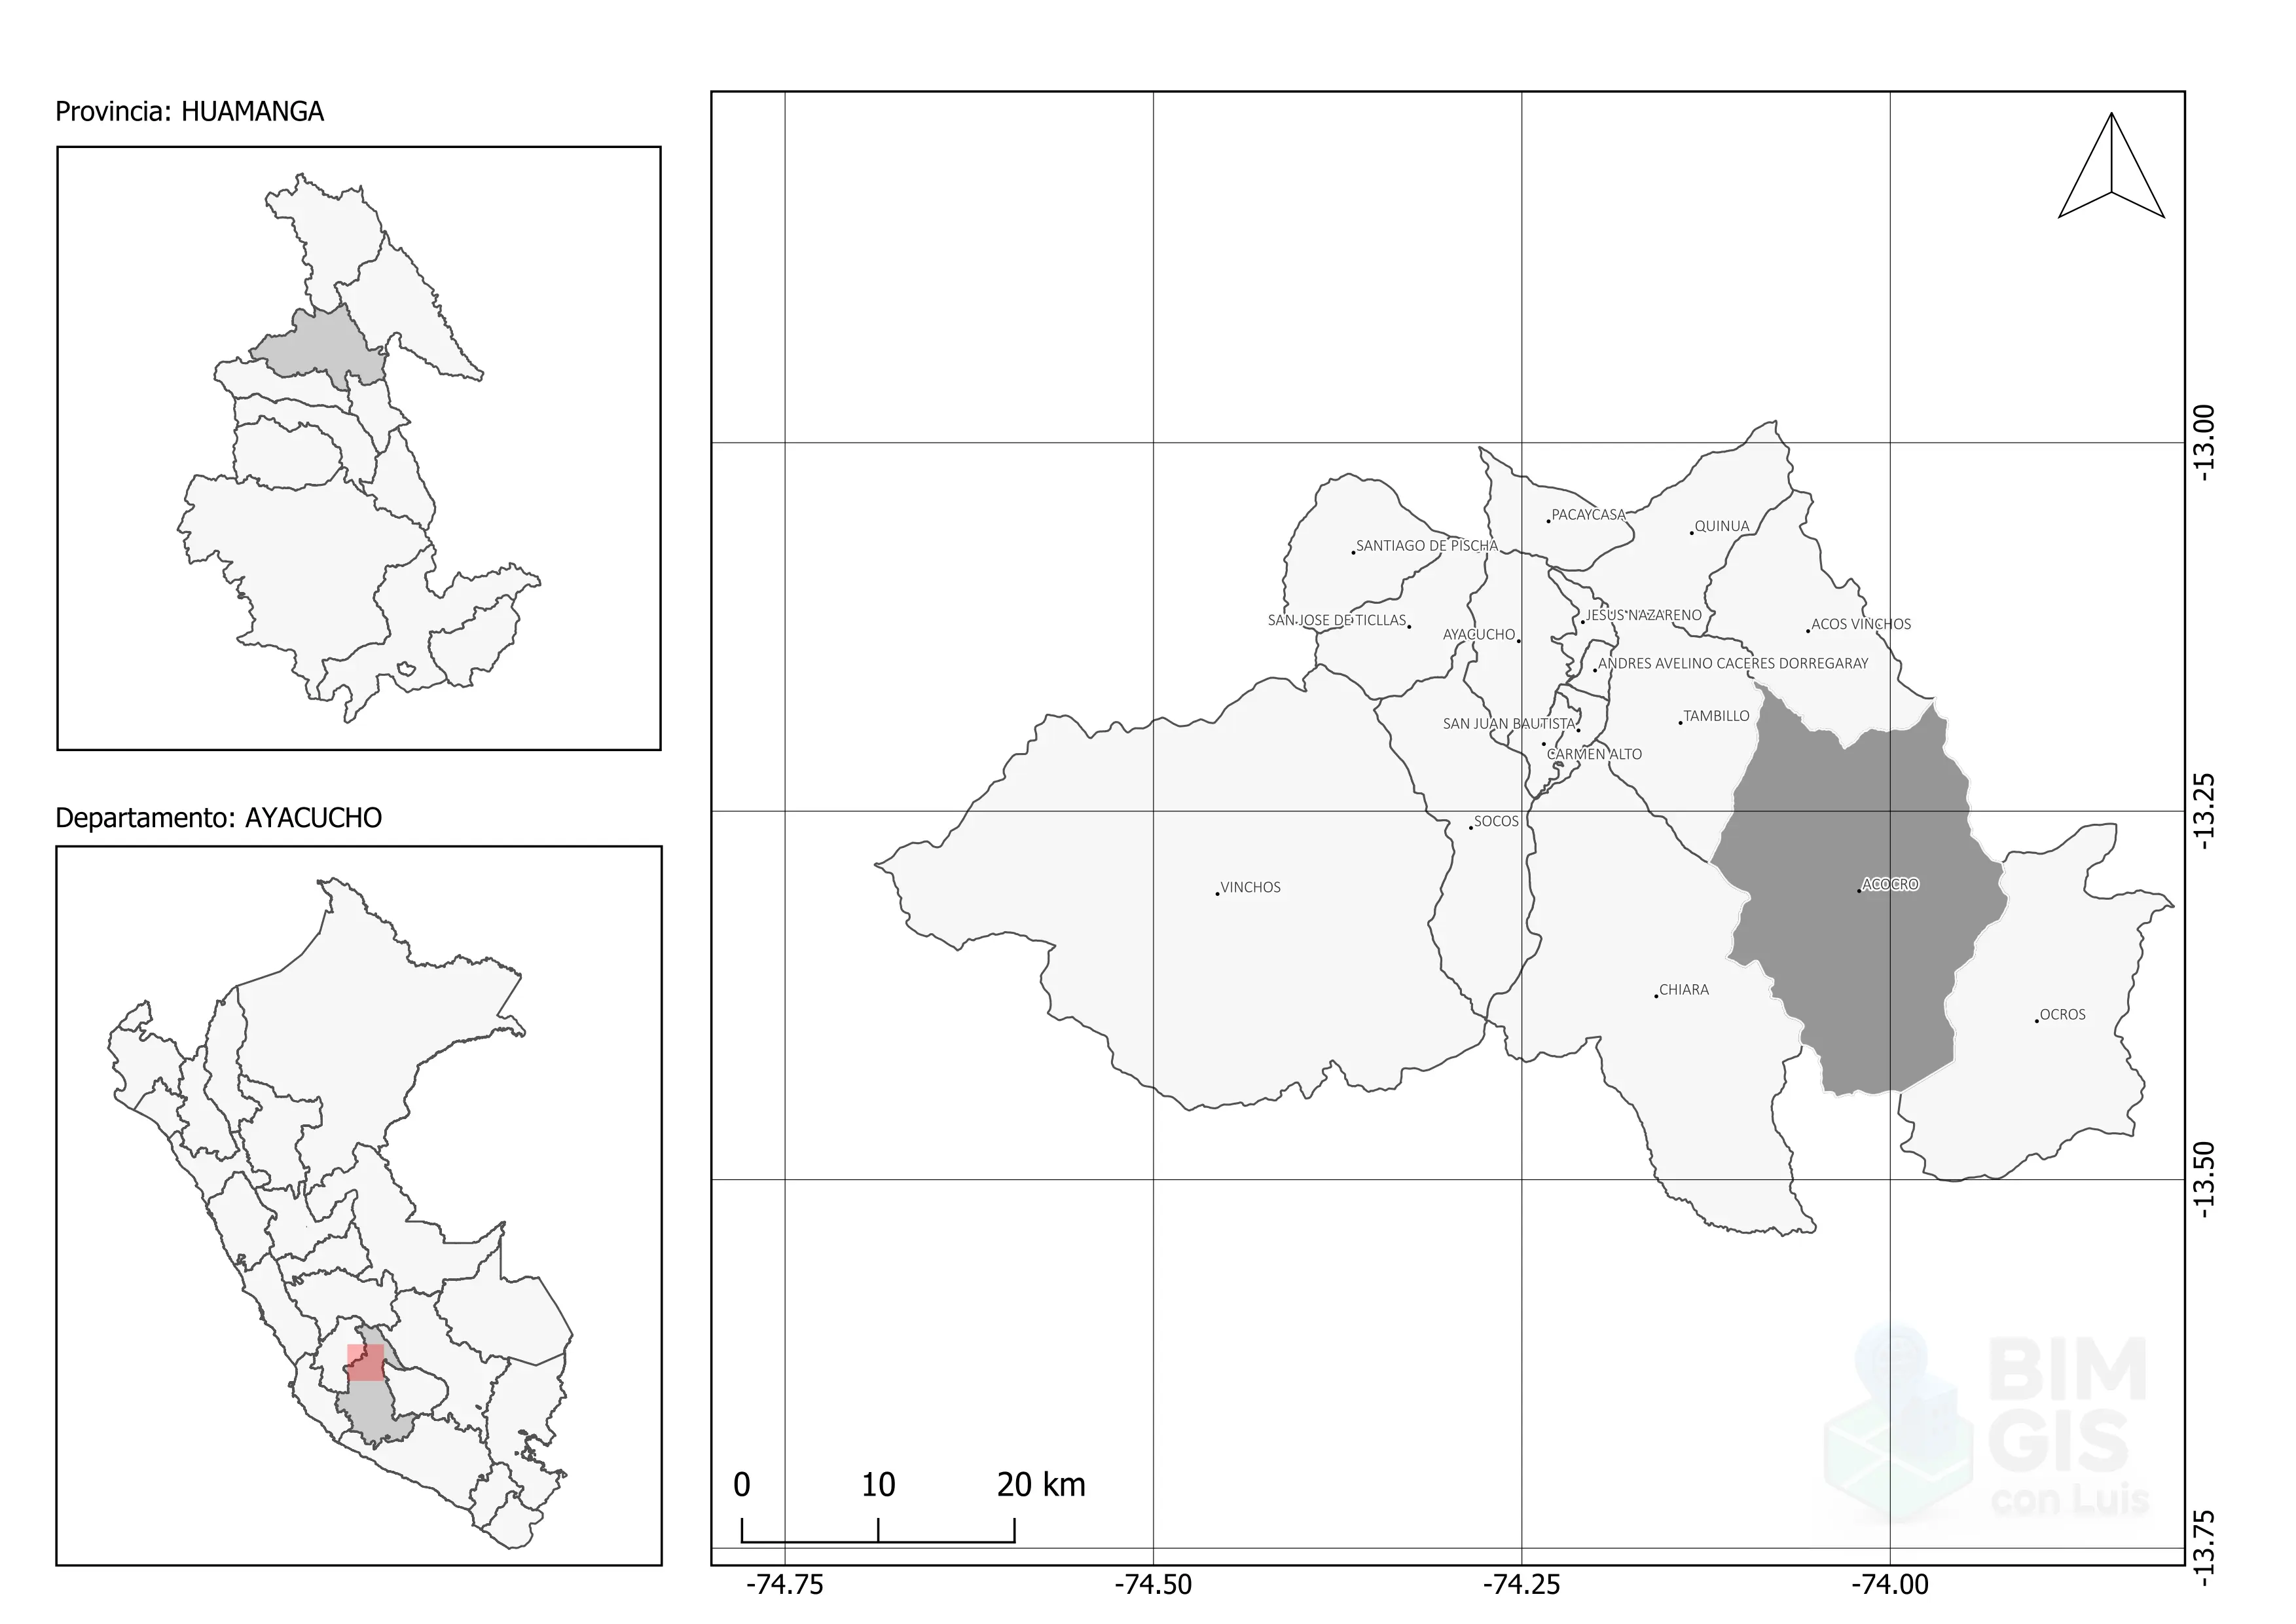 Provincia: HUAMANGA
Departamento: AYACUCHO
PACAYCASA
QUINUA
SANTIAGO DE PISCHA
JESUS NAZARENO
SAN JOSE DE TICLLAS
ACOS VINCHOS
AYACUCHO
ANDRES AVELINO CACERES DORREGARAY
TAMBILLO
SAN JUAN BAUTISTA
CARMEN ALTO
SOCOS
ACOCRO
VINCHOS
CHIARA
OCROS
-13.00
-13.25
-13.50
-13.75
BIM
GIS
con Luis
0 10 20 km
-74.75 -74.50 -74.25 -74.00